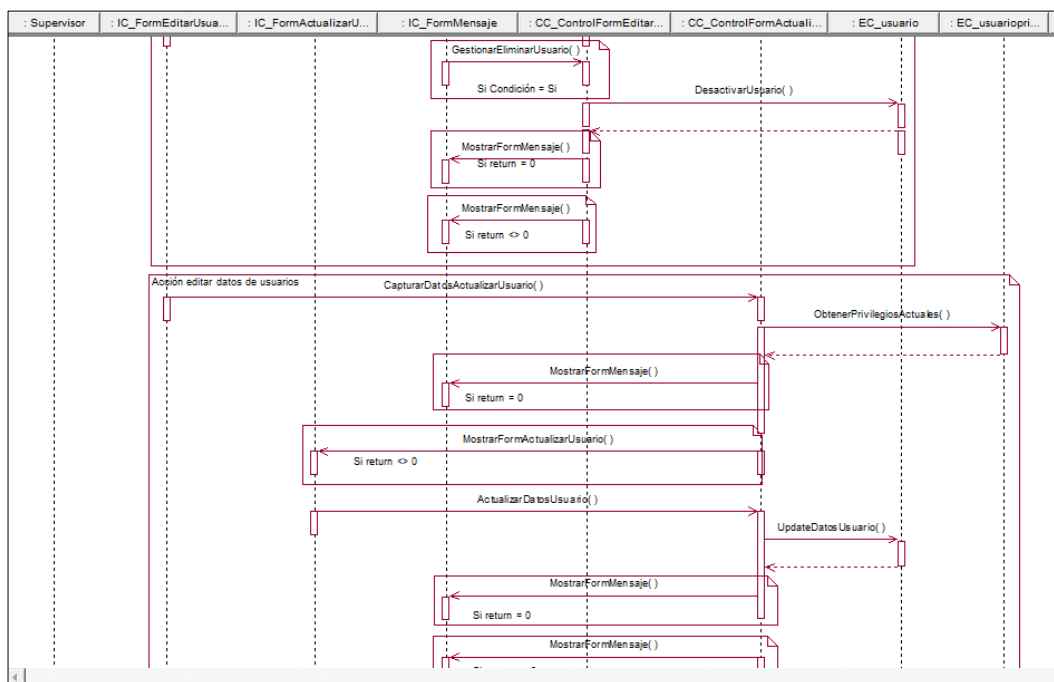 : Supervisor
: IC_FormEditarUsua...
: IC_FormActualizarU...
: IC_FormMensaje
: CC_ControlFormEditar...
: CC_ControlFormActuali...
: EC_usuario
: EC_usuariopri...
GestionarEliminarUsuario( )
Si Condición = Si
DesactivarUsuario( )
MostrarFormMensaje( )
Si return = 0
MostrarFormMensaje( )
Si return <> 0
Acción editar datos de usuarios
CapturarDatosActualizarUsuario( )
ObtenerPrivilegiosActuales( )
MostrarFormMensaje( )
Si return = 0
MostrarFormActualizarUsuario( )
Si return <> 0
ActualizarDatosUsuario( )
UpdateDatosUsuario( )
MostrarFormMensaje( )
Si return = 0
MostrarFormMensaje( )